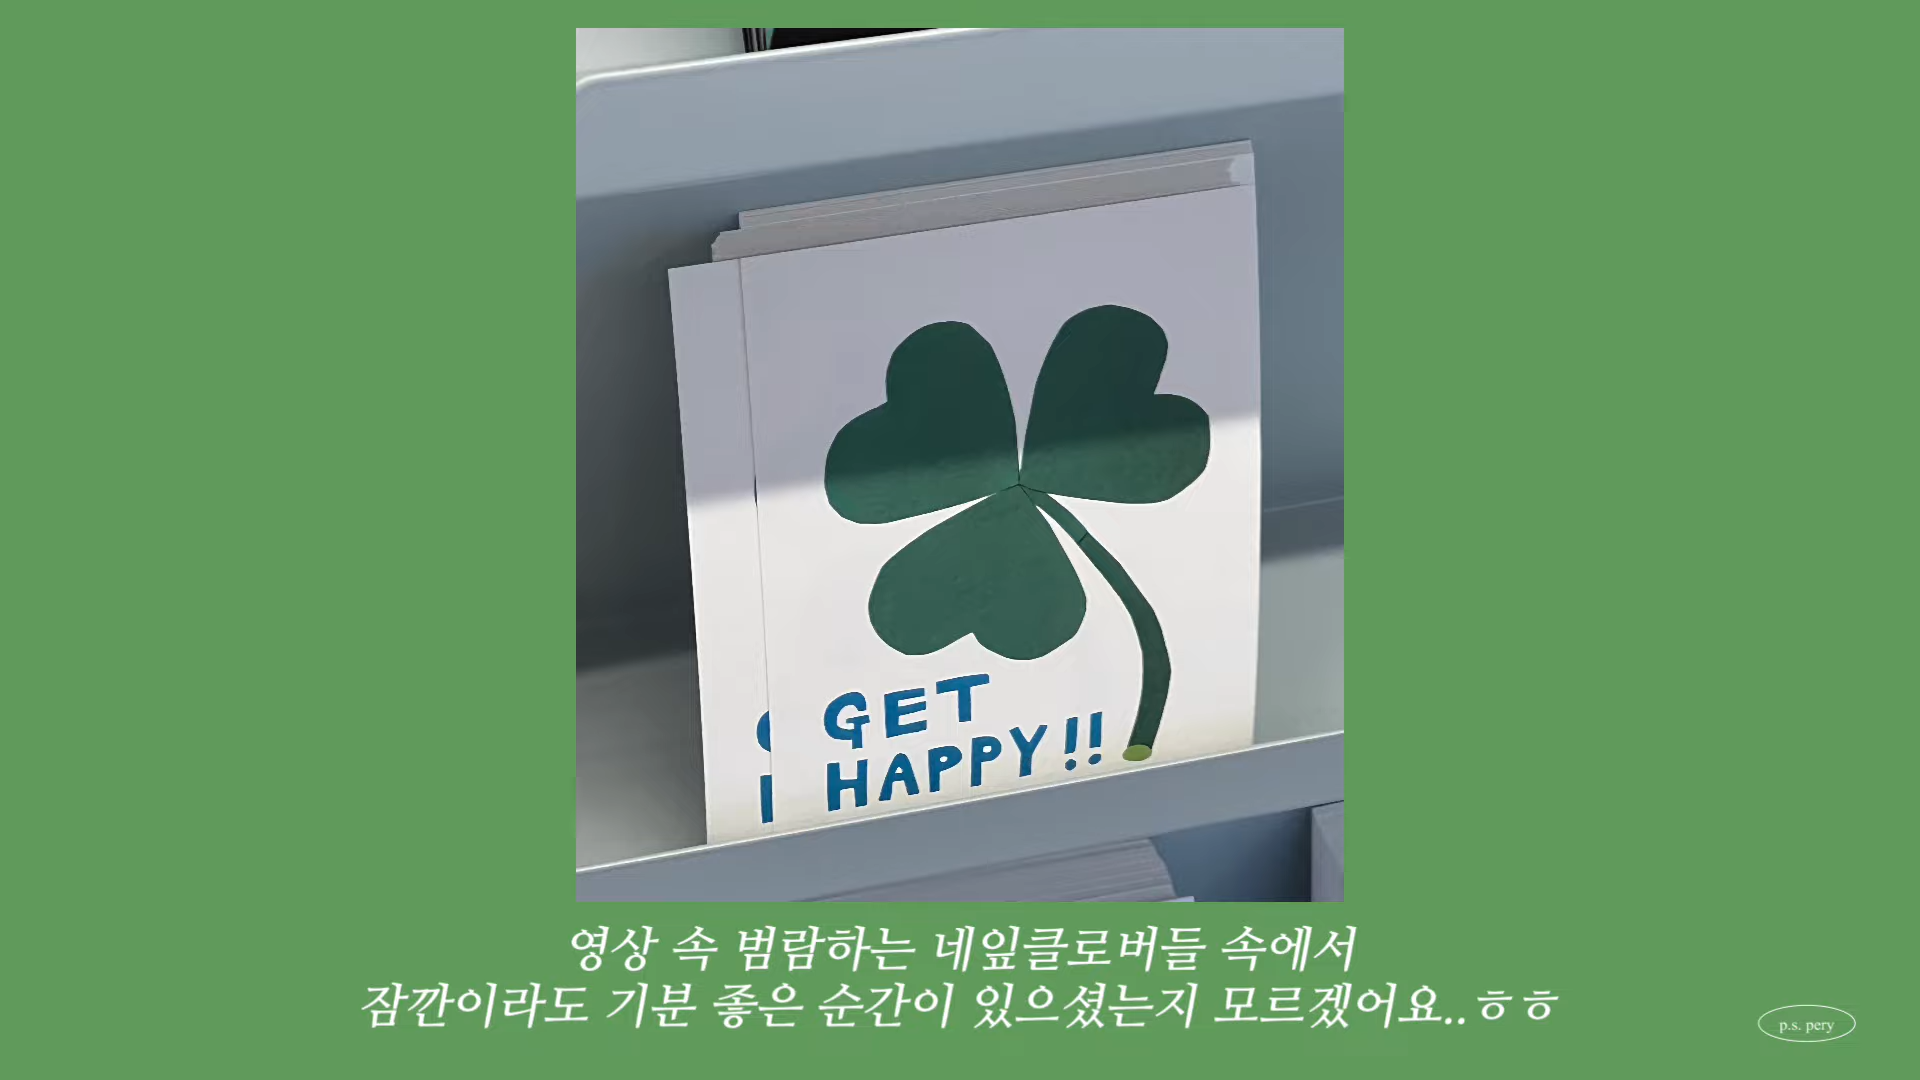 GET
HAPPY!!
영상 속 범람하는 네잎클로버들 속에서
잠깐이라도 기분 좋은 순간이 있으셨는지 모르겠어요..ㅎㅎ
p.s. pery